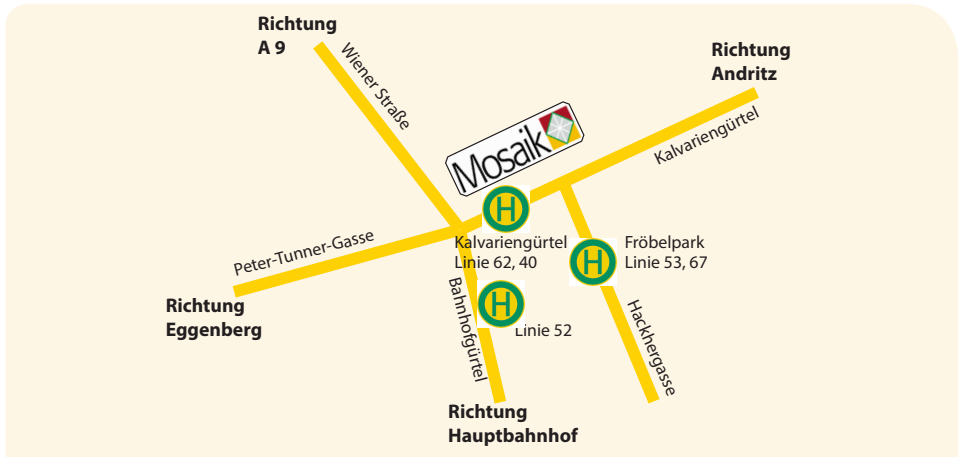 Richtung
A 9
Wiener Straße
Richtung
Andritz
Kalvariengürtel
Mosaik
H
Kalvariengürtel
Linie 62, 40
H
Fröbelpark
Linie 53, 67
Peter-Tunner-Gasse
Richtung
Eggenberg
Bahnhofgürtel
H
Linie 52
Hackhergasse
Richtung
Hauptbahnhof